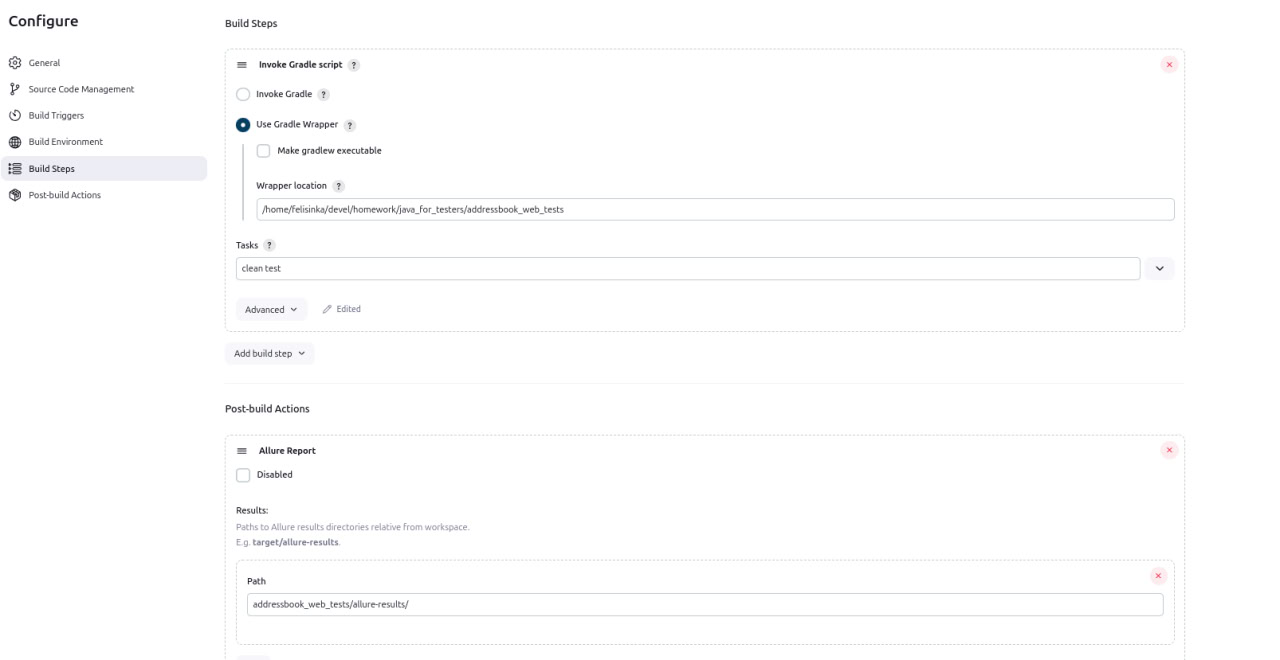 Configure
General
Source Code Management
Build Triggers
Build Environment
Build Steps
Post-build Actions
Build Steps
Invoke Gradle script ?
Invoke Gradle ?
Use Gradle Wrapper ?
Make gradlew executable
Wrapper location ?
/home/felisinka/devel/homework/java_for_testers/addressbook_web_tests
Tasks ?
clean test
Advanced
Edited
Add build step
Post-build Actions
Allure Report
Disabled
Results:
Paths to Allure results directories relative from workspace.
E.g. target/allure-results.
Path
addressbook_web_tests/allure-results/